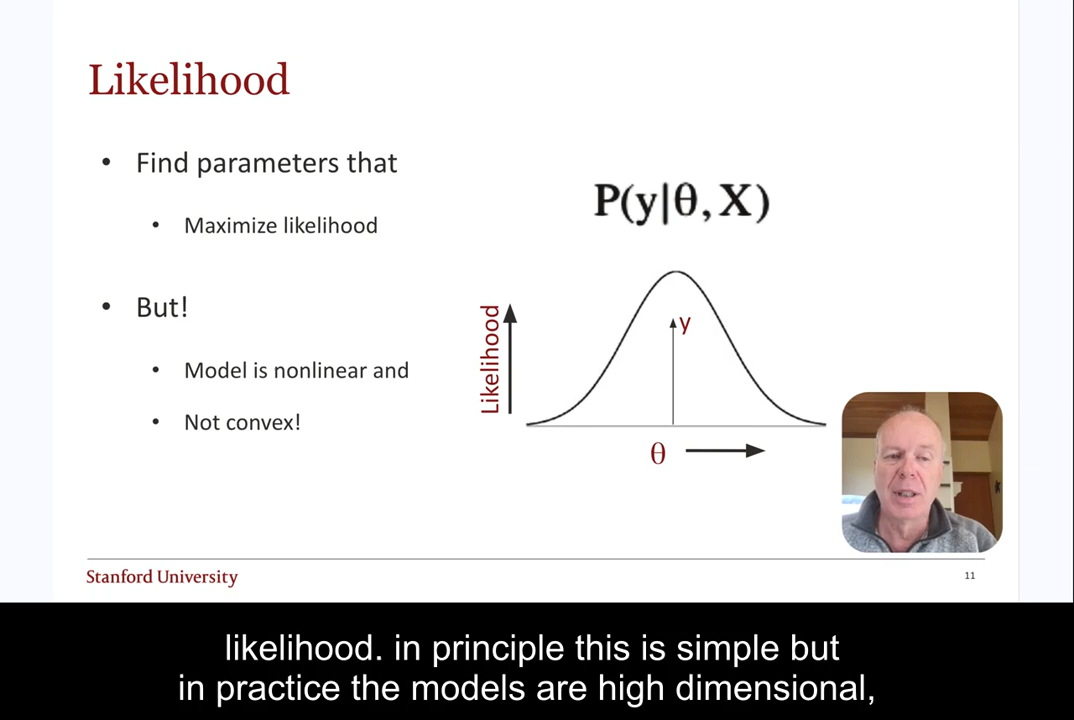 Likelihood
• Find parameters that
• Maximize likelihood
• But!
• Model is nonlinear and
• Not convex!
P(y|θ, X)
Likelihood
y
θ
Stanford University
11
likelihood. in principle this is simple but
in practice the models are high dimensional,